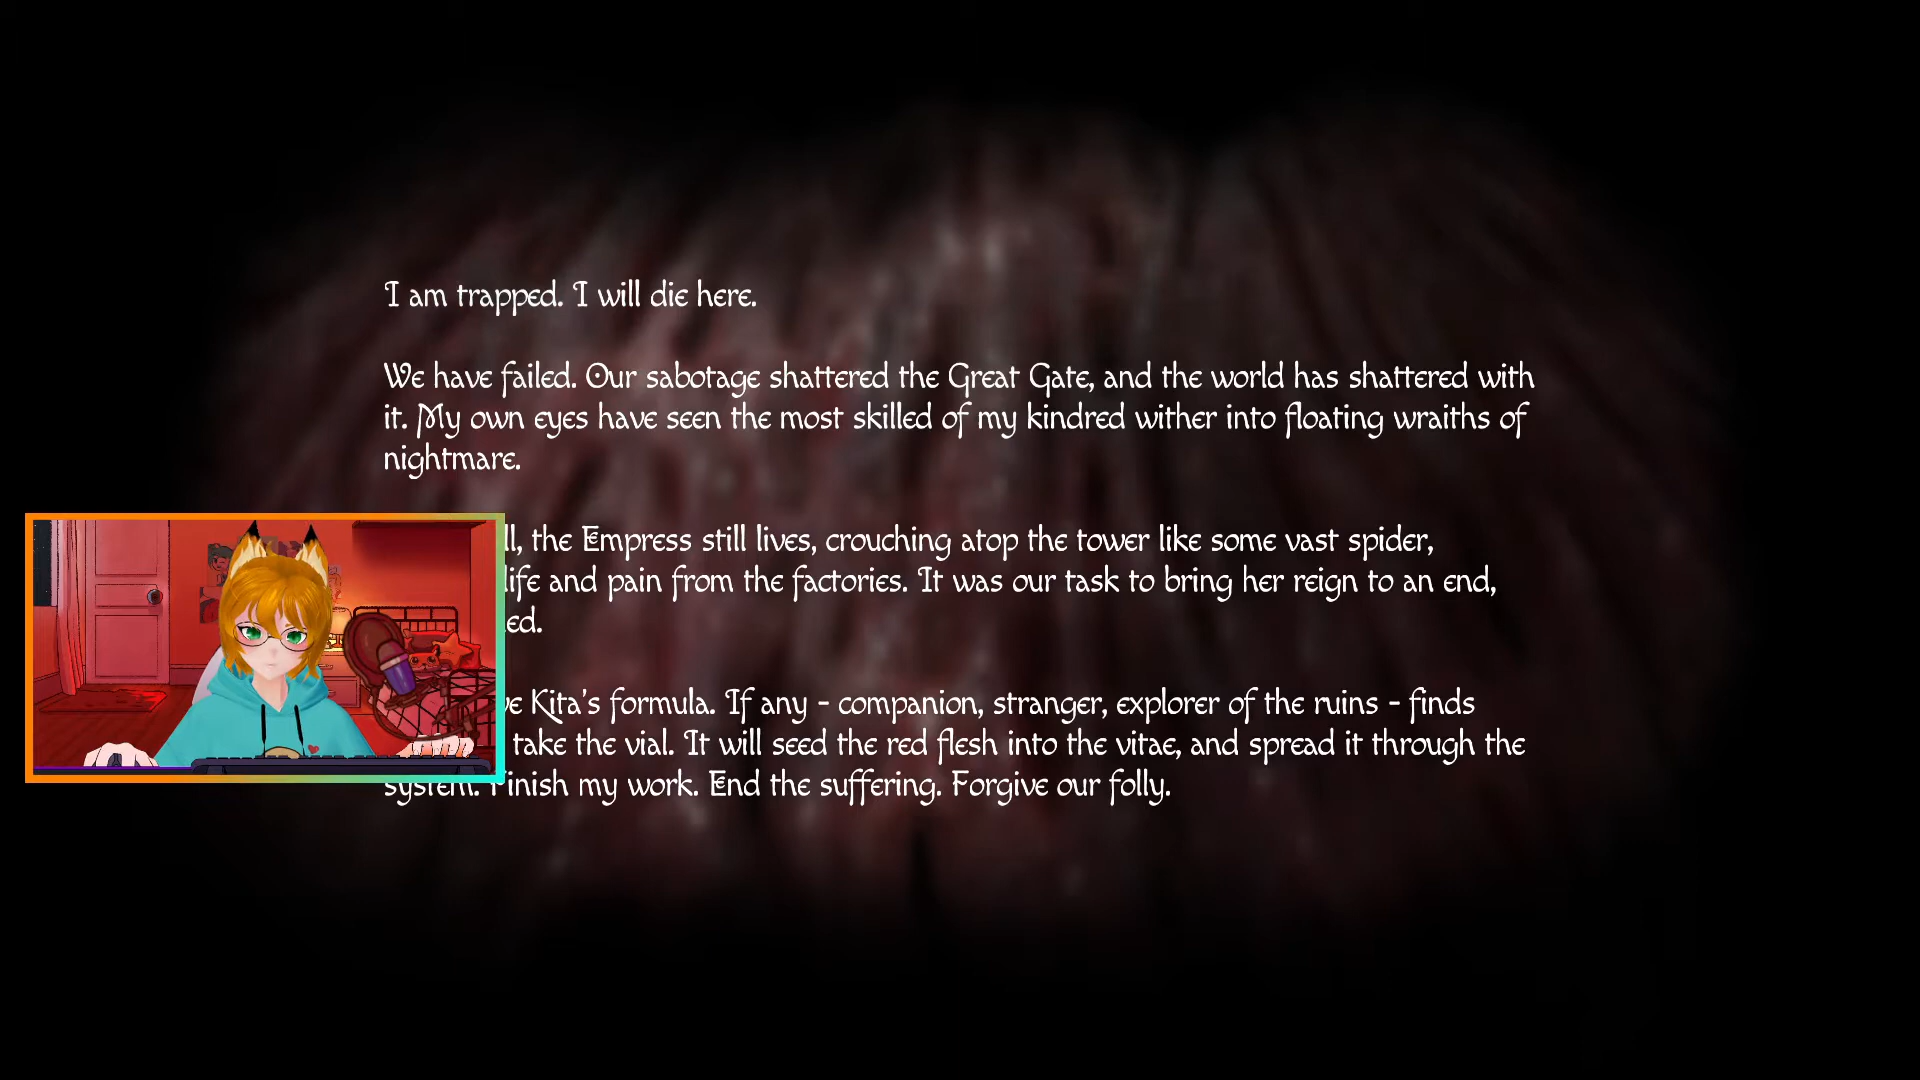 I am trapped. I will die here.
We have failed. Our sabotage shattered the Great Gate, and the world has shattered with
it. My own eyes have seen the most skilled of my kindred wither into floating wraiths of
nightmare.
the Empress still lives, crouching atop the tower like some vast spider,
life and pain from the factories. It was our task to bring her reign to an end,
Kita's formula. If any - companion, stranger, explorer of the ruins - finds
take the vial. It will seed the red flesh into the vitae, and spread it through the
system. Finish my work. End the suffering. Forgive our folly.